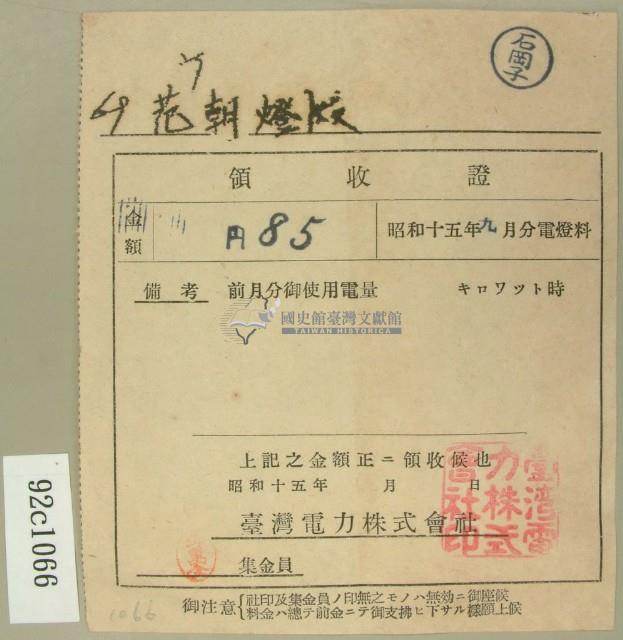 石岡子
范朝燈殿
領收證
金額 円85 昭和十五年九月分電燈料
備考 前月分御使用電量 キロワット時
國史館臺灣文獻館
TAIWAN HISTORICA
上記之金額正ニ領收候也
昭和十五年 月 日
臺灣電力株式會社
臺灣電力株式會社印
集金員
御注意
社印及集金員ノ印無之モノハ無効ニ御座候
料金ハ總テ前金ニテ御支拂ヒ下サル樣願上候
92c1066
1066